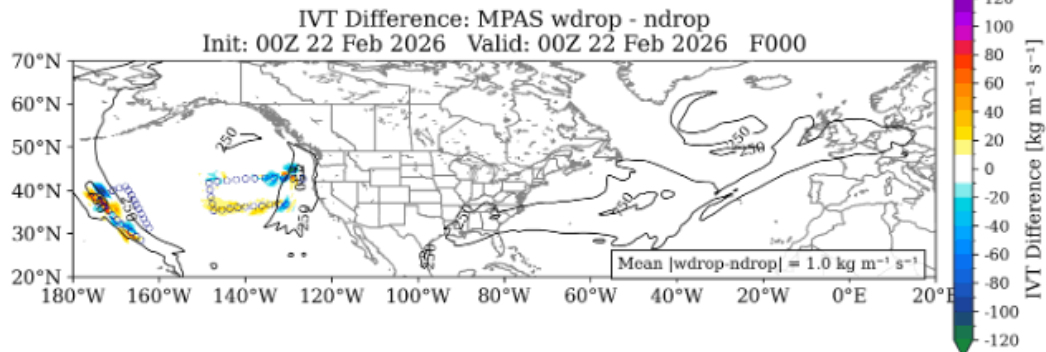 IVT Difference: MPAS wdrop - ndrop
Init: 00Z 22 Feb 2026 Valid: 00Z 22 Feb 2026 F000
70°N
60°N
50°N
40°N
30°N
20°N
180°W 160°W 140°W 120°W 100°W 80°W 60°W 40°W 20°W 0°E 20°E
250
250
250
250
250
250
250
Mean |wdrop-ndrop| = 1.0 kg m⁻¹ s⁻¹
120
100
80
60
40
20
0
-20
-40
-60
-80
-100
-120
IVT Difference [kg m⁻¹ s⁻¹]